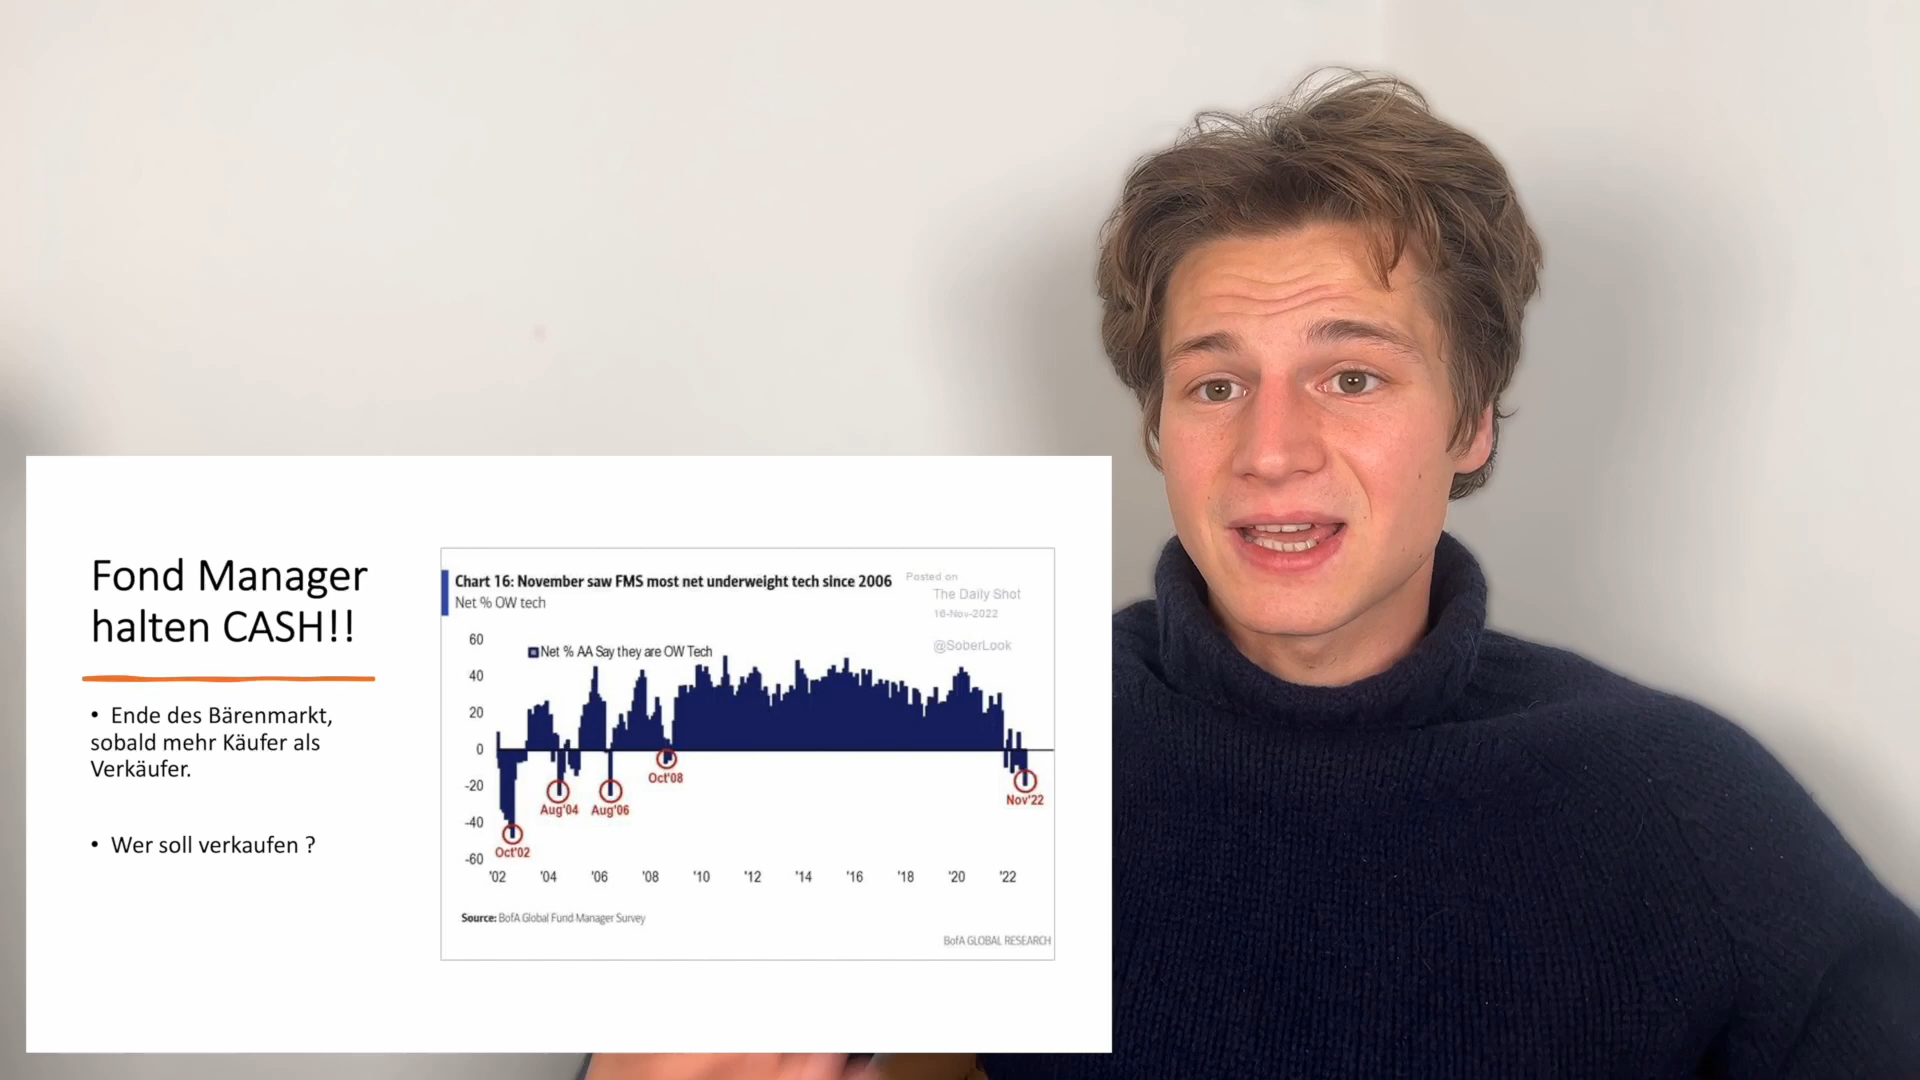 Fond Manager
halten CASH!!
• Ende des Bärenmarkt,
sobald mehr Käufer als
Verkäufer.
• Wer soll verkaufen ?
Chart 16: November saw FMS most net underweight tech since 2006
Net % OW tech
Posted on
The Daily Shot
16-Nov-2022
@SoberLook
Net % AA Say they are OW Tech
60
40
20
0
-20
-40
-60
Oct'02
Aug'04
Aug'06
Oct'08
Nov'22
'02 '04 '06 '08 '10 '12 '14 '16 '18 '20 '22
Source: BofA Global Fund Manager Survey
BofA GLOBAL RESEARCH